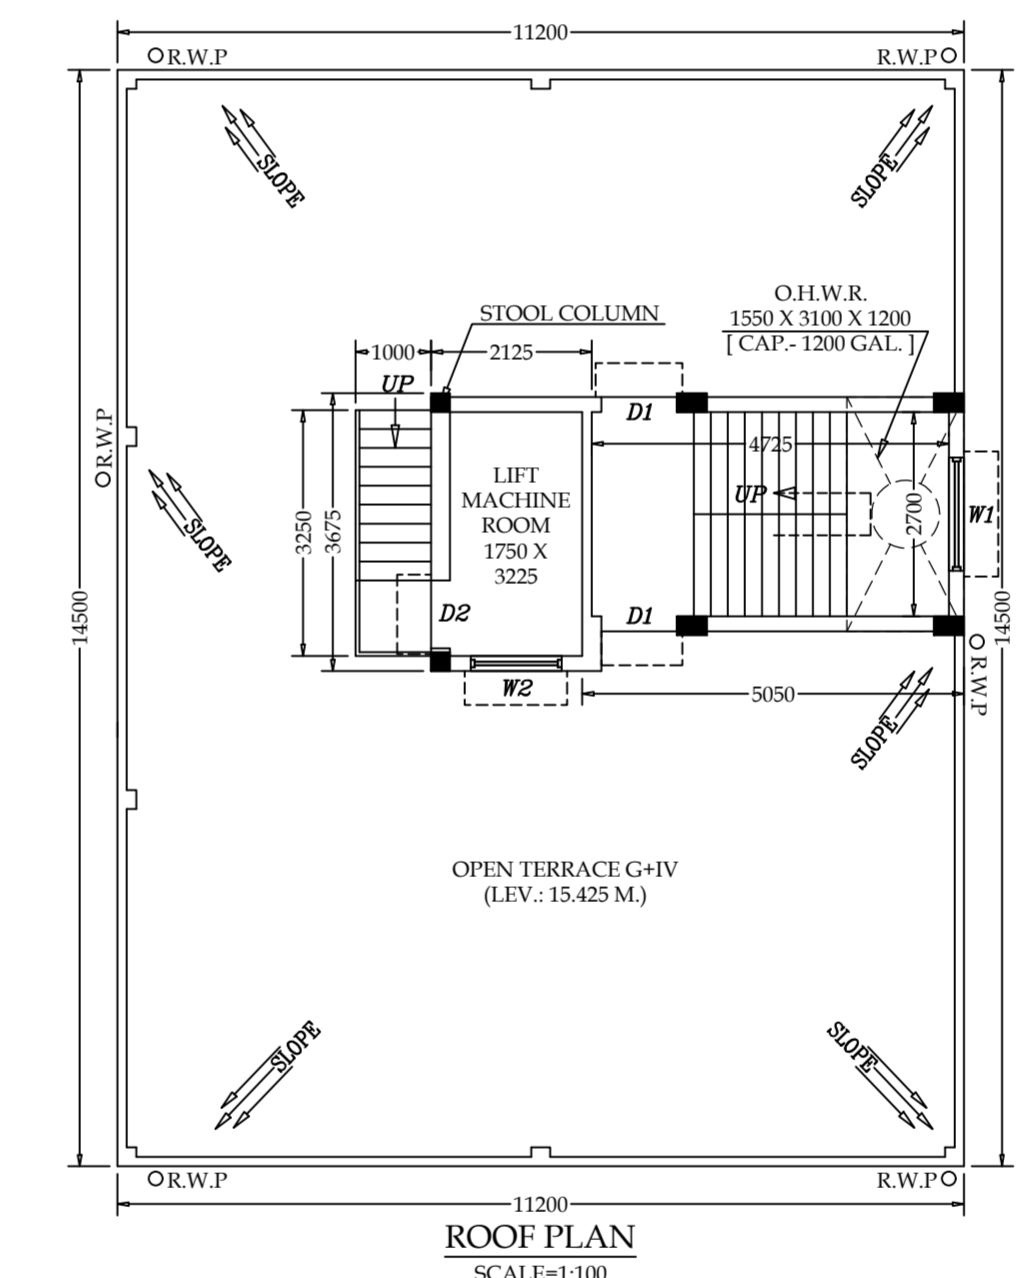 11200
R.W.P
R.W.P
SLOPE
SLOPE
O.H.W.R.
1550 X 3100 X 1200
[ CAP.- 1200 GAL. ]
STOOL COLUMN
1000
2125
UP
D1
R.W.P
4725
LIFT
MACHINE
ROOM
1750 X
3225
UP
W1
2700
SLOPE
3250
3675
14500
14500
D2
D1
R.W.P
W2
5050
SLOPE
OPEN TERRACE G+IV
(LEV.: 15.425 M.)
SLOPE
SLOPE
R.W.P
R.W.P
11200
ROOF PLAN
SCALE=1:100